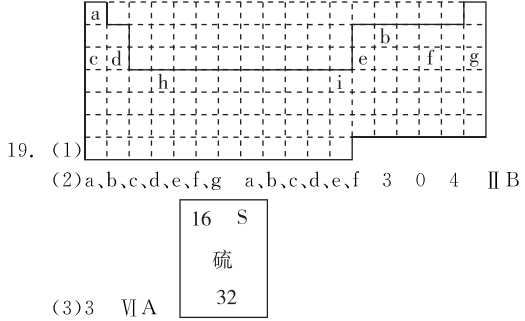 a
b
c d e f g
h i
19. (1)
(2)a、b、c、d、e、f、g a、b、c、d、e、f 3 0 4 ⅡB
16 S
硫
32
(3)3 ⅥA